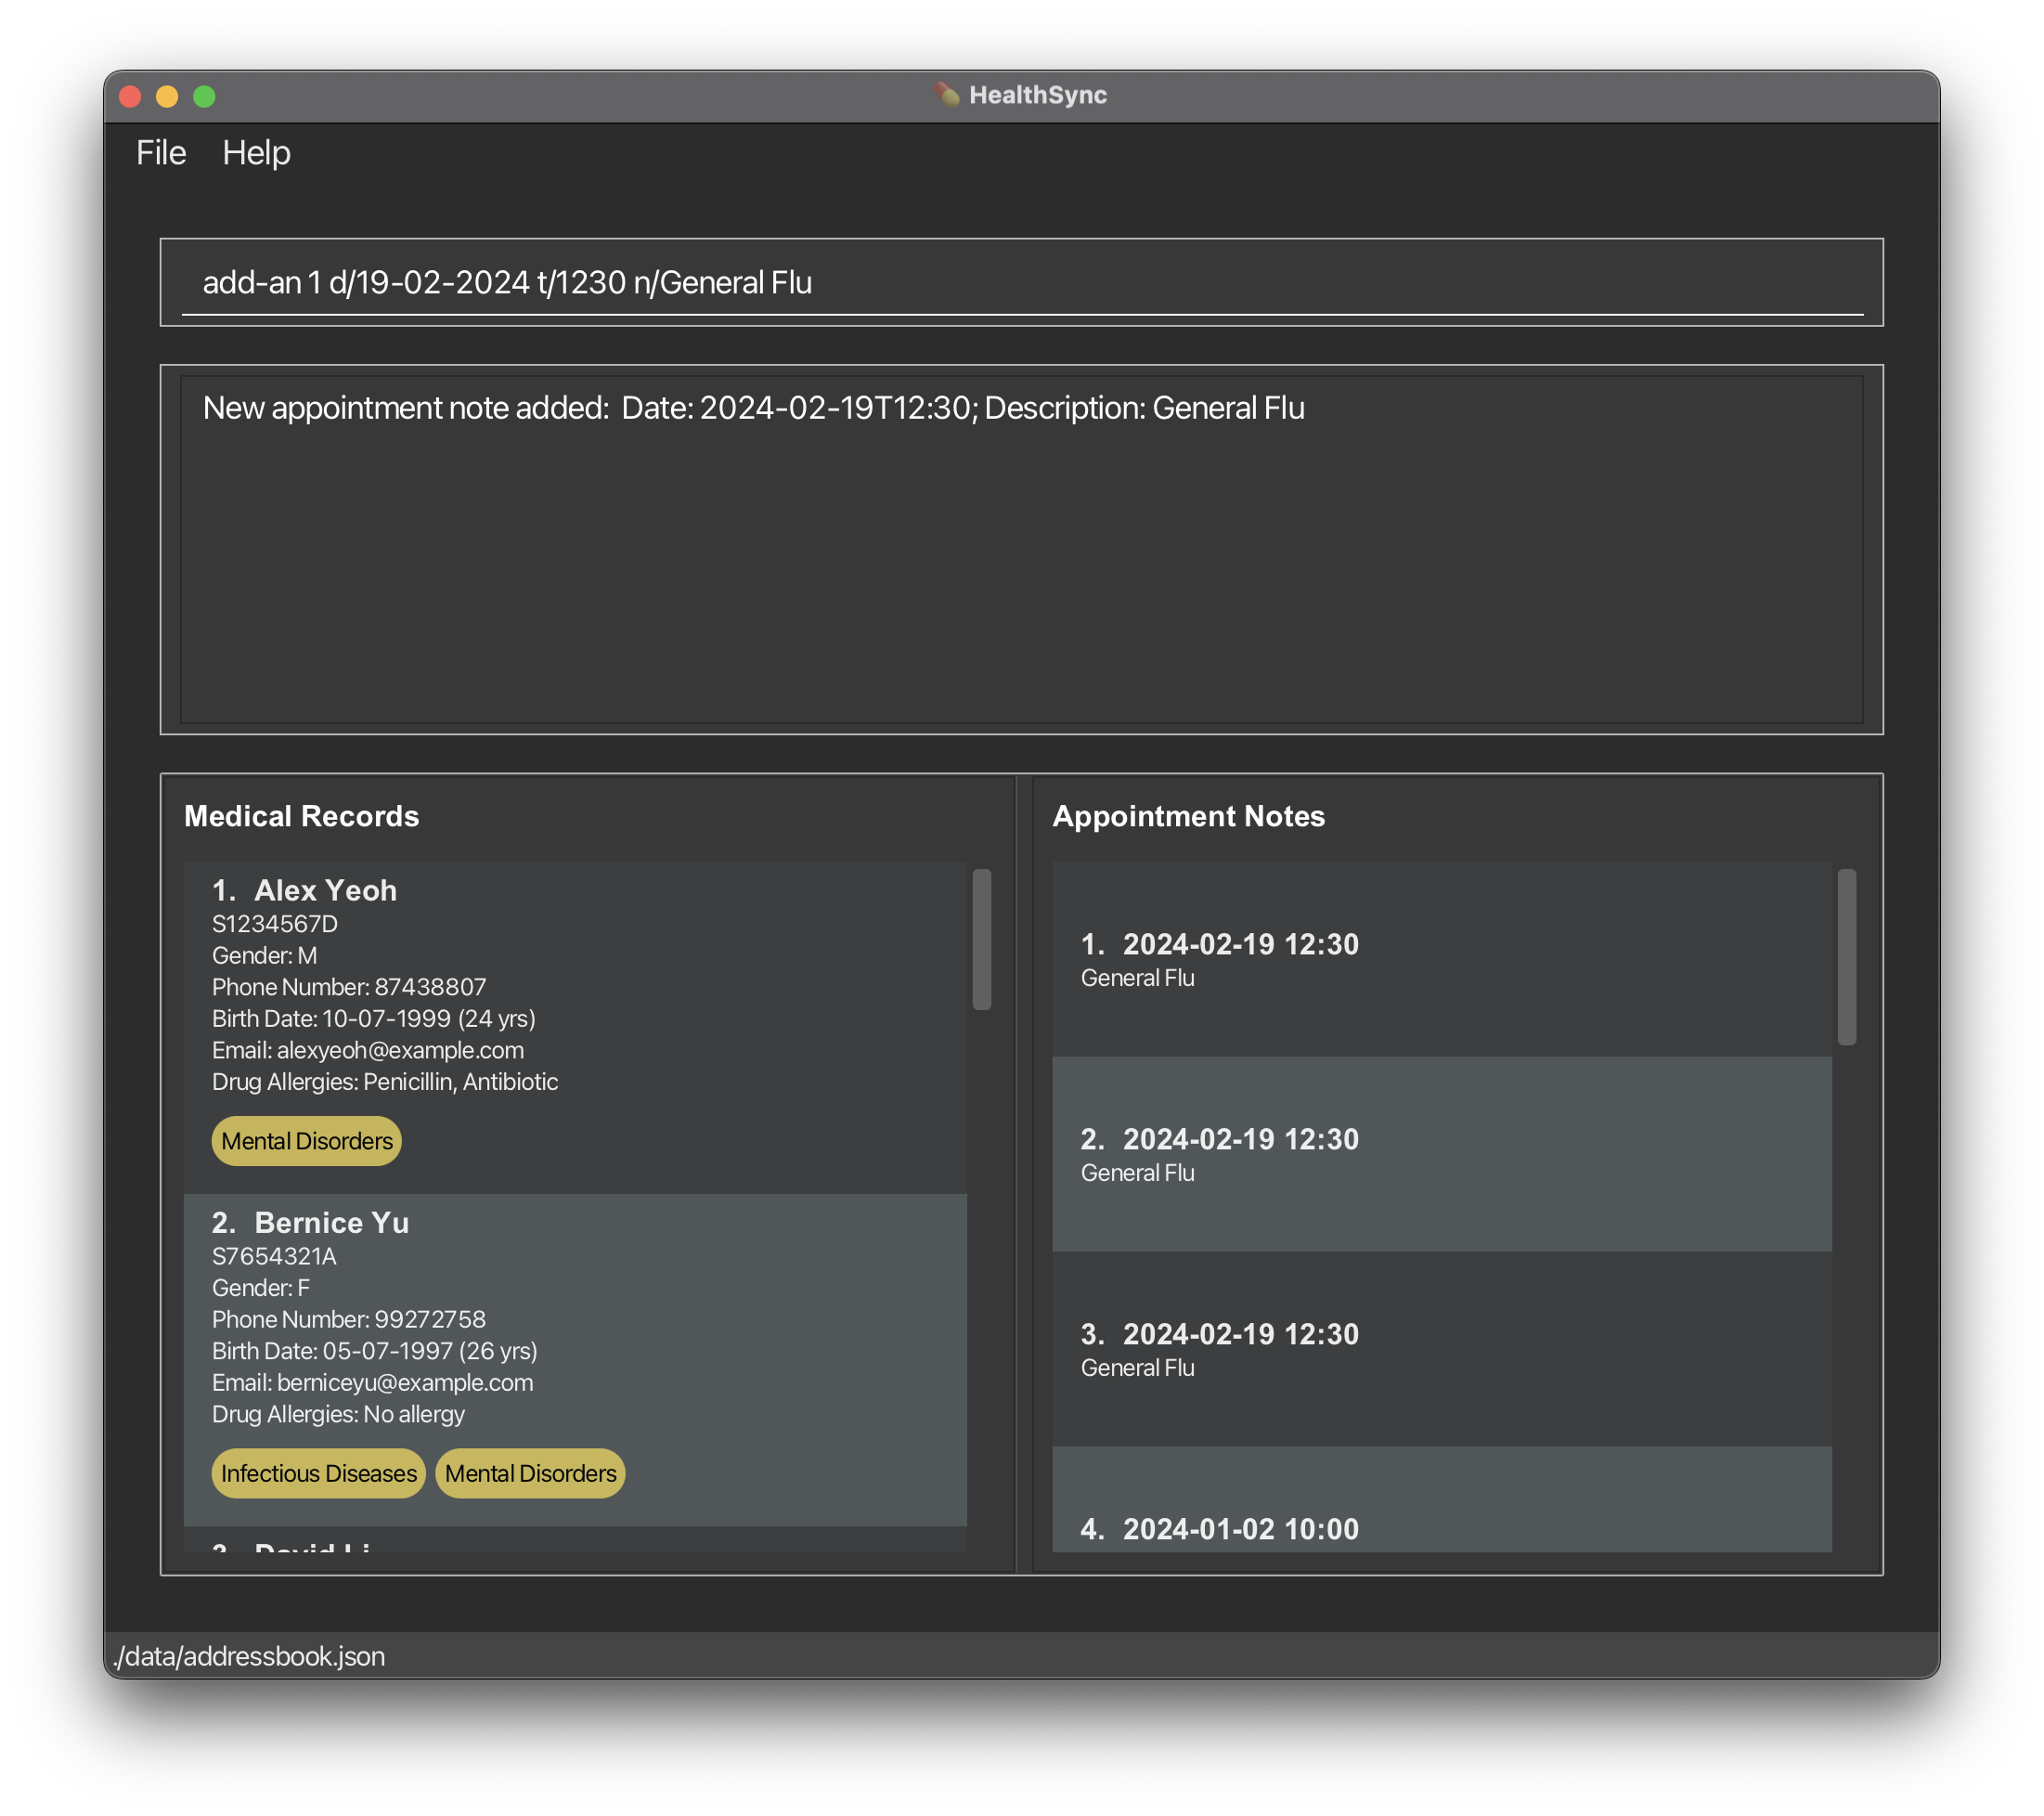 HealthSync
File Help
add-an 1 d/19-02-2024 t/1230 n/General Flu
New appointment note added: Date: 2024-02-19T12:30; Description: General Flu
Medical Records
1. Alex Yeoh
S1234567D
Gender: M
Phone Number: 87438807
Birth Date: 10-07-1999 (24 yrs)
Email: alexyeoh@example.com
Drug Allergies: Penicillin, Antibiotic
Mental Disorders
2. Bernice Yu
S7654321A
Gender: F
Phone Number: 99272758
Birth Date: 05-07-1997 (26 yrs)
Email: berniceyu@example.com
Drug Allergies: No allergy
Infectious Diseases Mental Disorders
3. David Li
Appointment Notes
1. 2024-02-19 12:30
General Flu
2. 2024-02-19 12:30
General Flu
3. 2024-02-19 12:30
General Flu
4. 2024-01-02 10:00
./data/addressbook.json